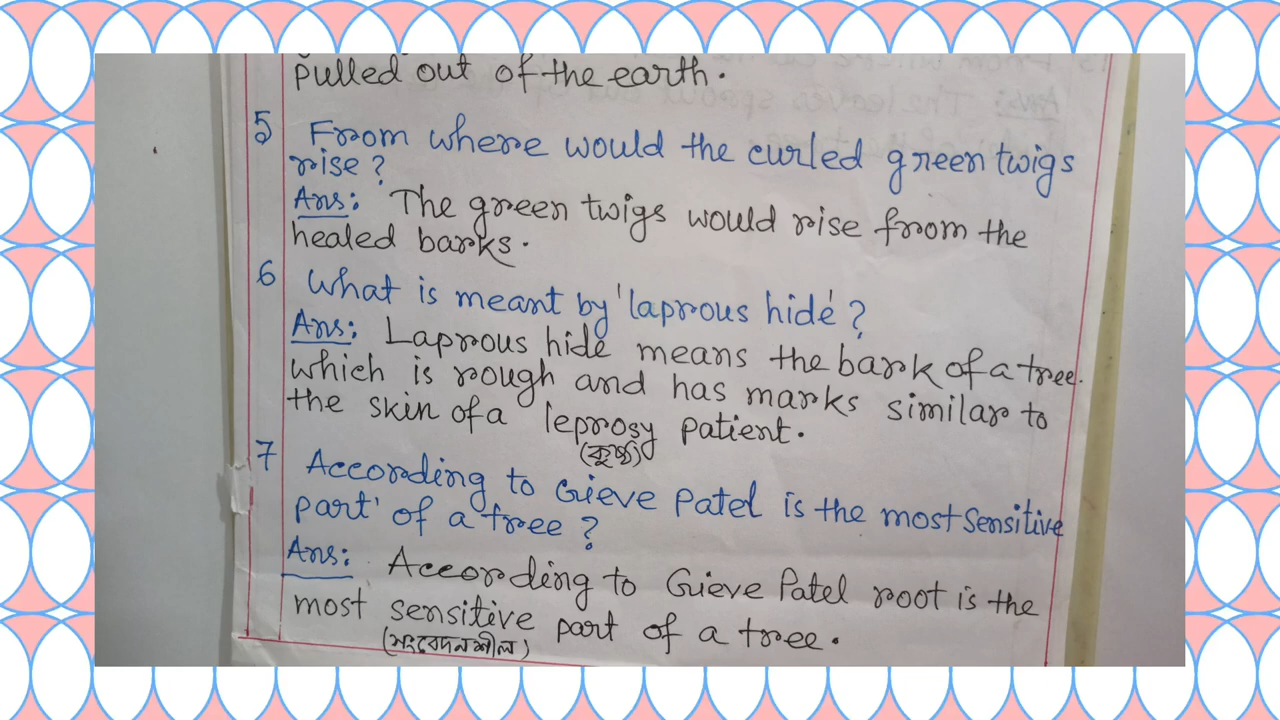 pulled out of the earth.
5 From where would the curled green twigs
rise?
Ans: The green twigs would rise from the
healed barks.
6 What is meant by 'laprous hide'?
Ans: Laprous hide means the bark of a tree.
which is rough and has marks similar to
the skin of a leprosy patient.
(কুষ্ঠ)
7 According to Gieve Patel is the most sensitive
part' of a tree?
Ans: According to Gieve Patel root is the
most sensitive part of a tree.
(সংবেদনশীল)